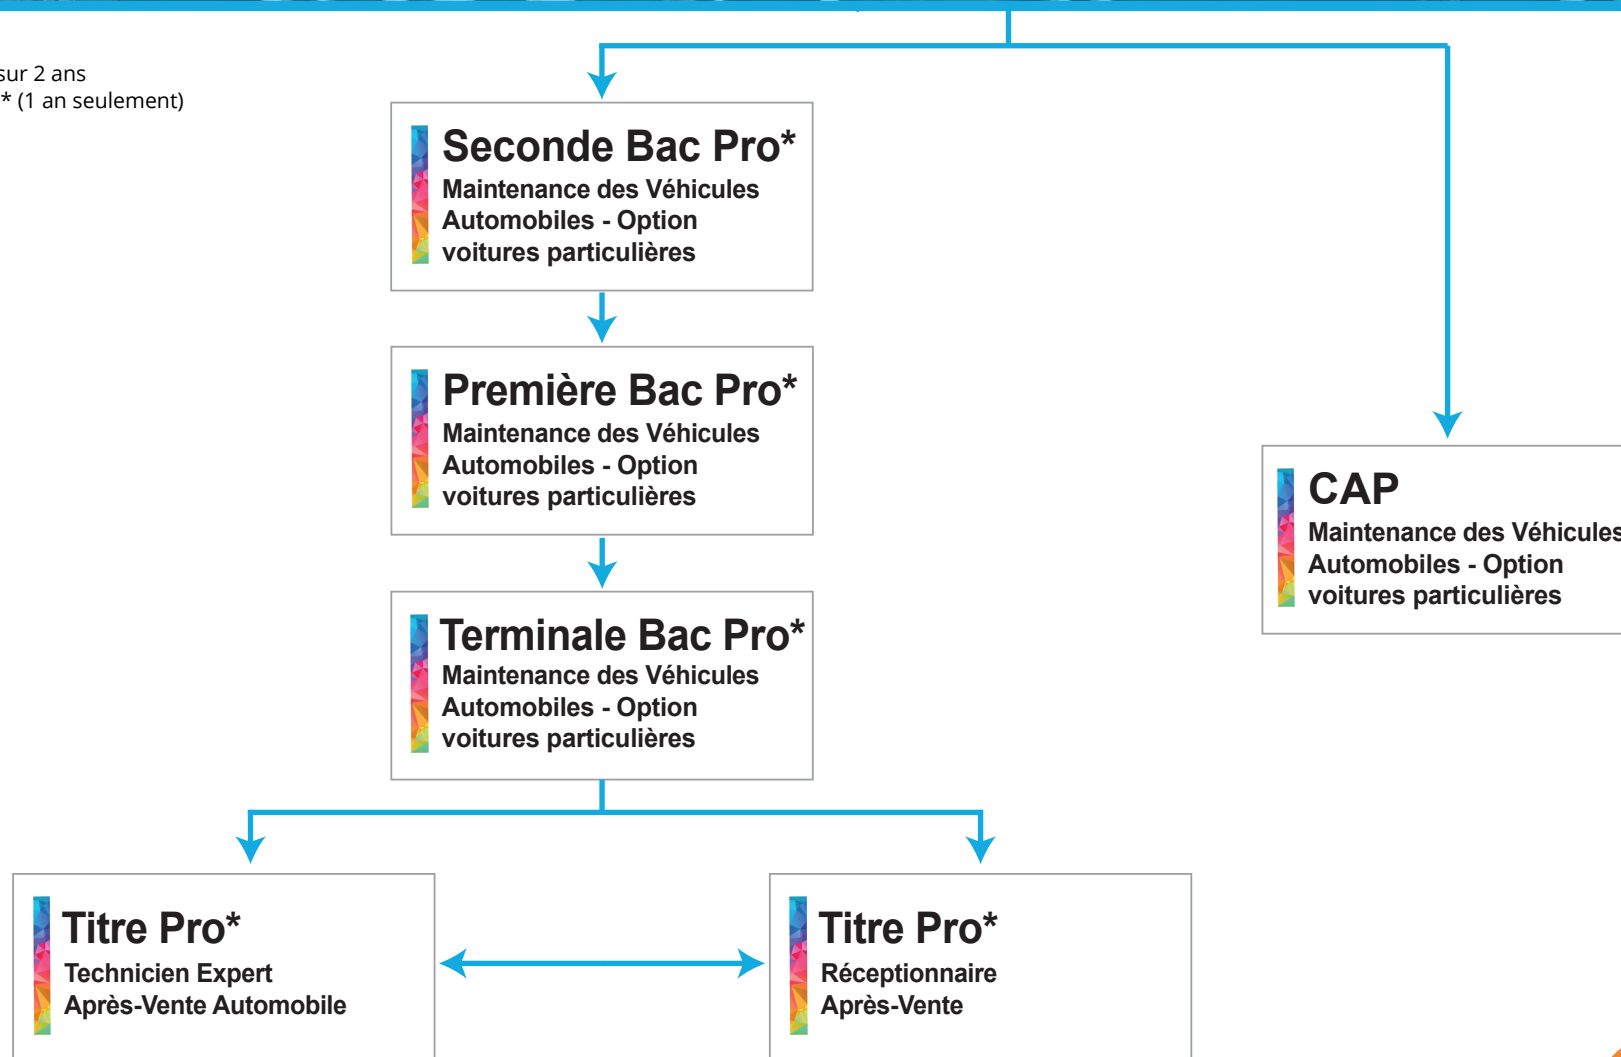 sur 2 ans
* (1 an seulement)
Seconde Bac Pro*
Maintenance des Véhicules
Automobiles - Option
voitures particulières
Première Bac Pro*
Maintenance des Véhicules
Automobiles - Option
voitures particulières
CAP
Maintenance des Véhicules
Automobiles - Option
voitures particulières
Terminale Bac Pro*
Maintenance des Véhicules
Automobiles - Option
voitures particulières
Titre Pro*
Technicien Expert
Après-Vente Automobile
Titre Pro*
Réceptionnaire
Après-Vente